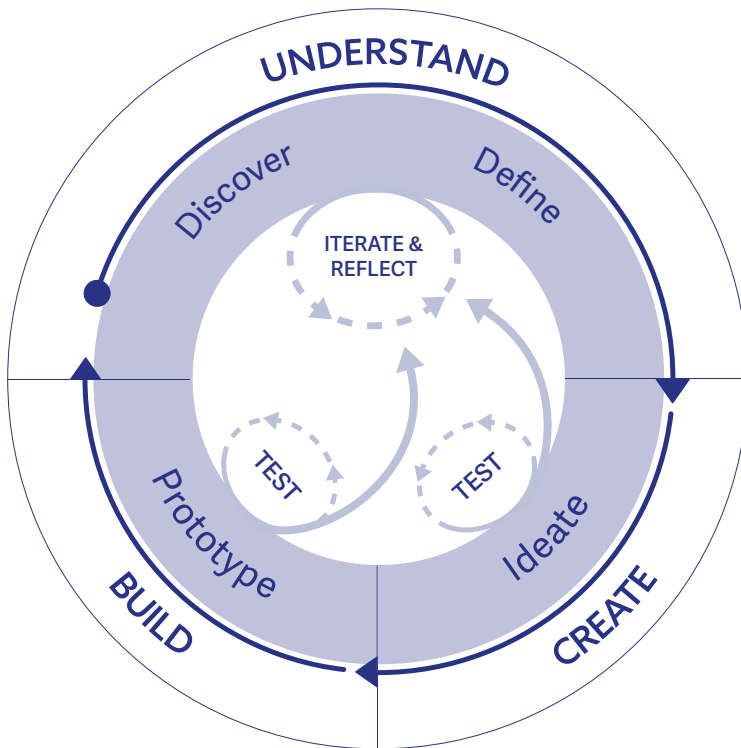 UNDERSTAND
Discover
Define
ITERATE &
REFLECT
TEST
TEST
Prototype
Ideate
BUILD
CREATE